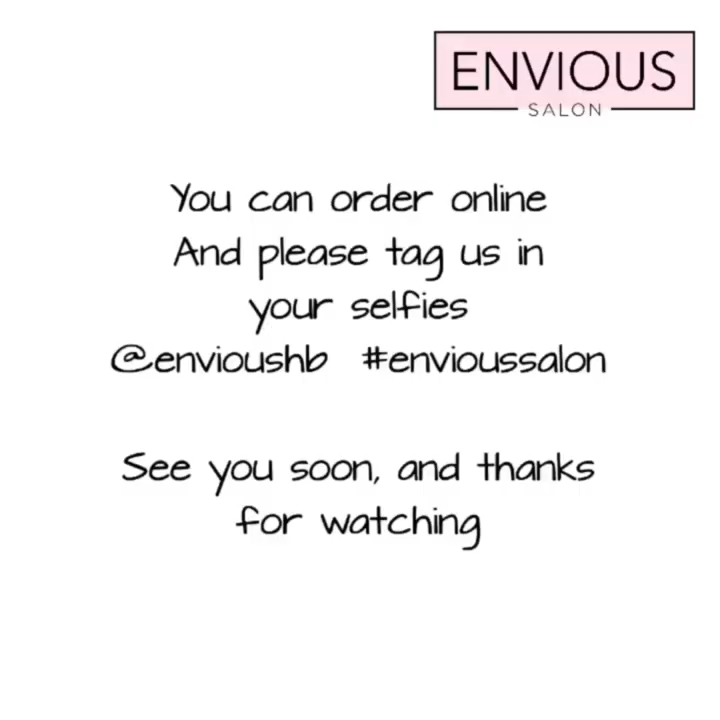 ENVIOUS
SALON
You can order online
And please tag us in
your selfies
@envioushb #envioussalon
See you soon, and thanks
for watching